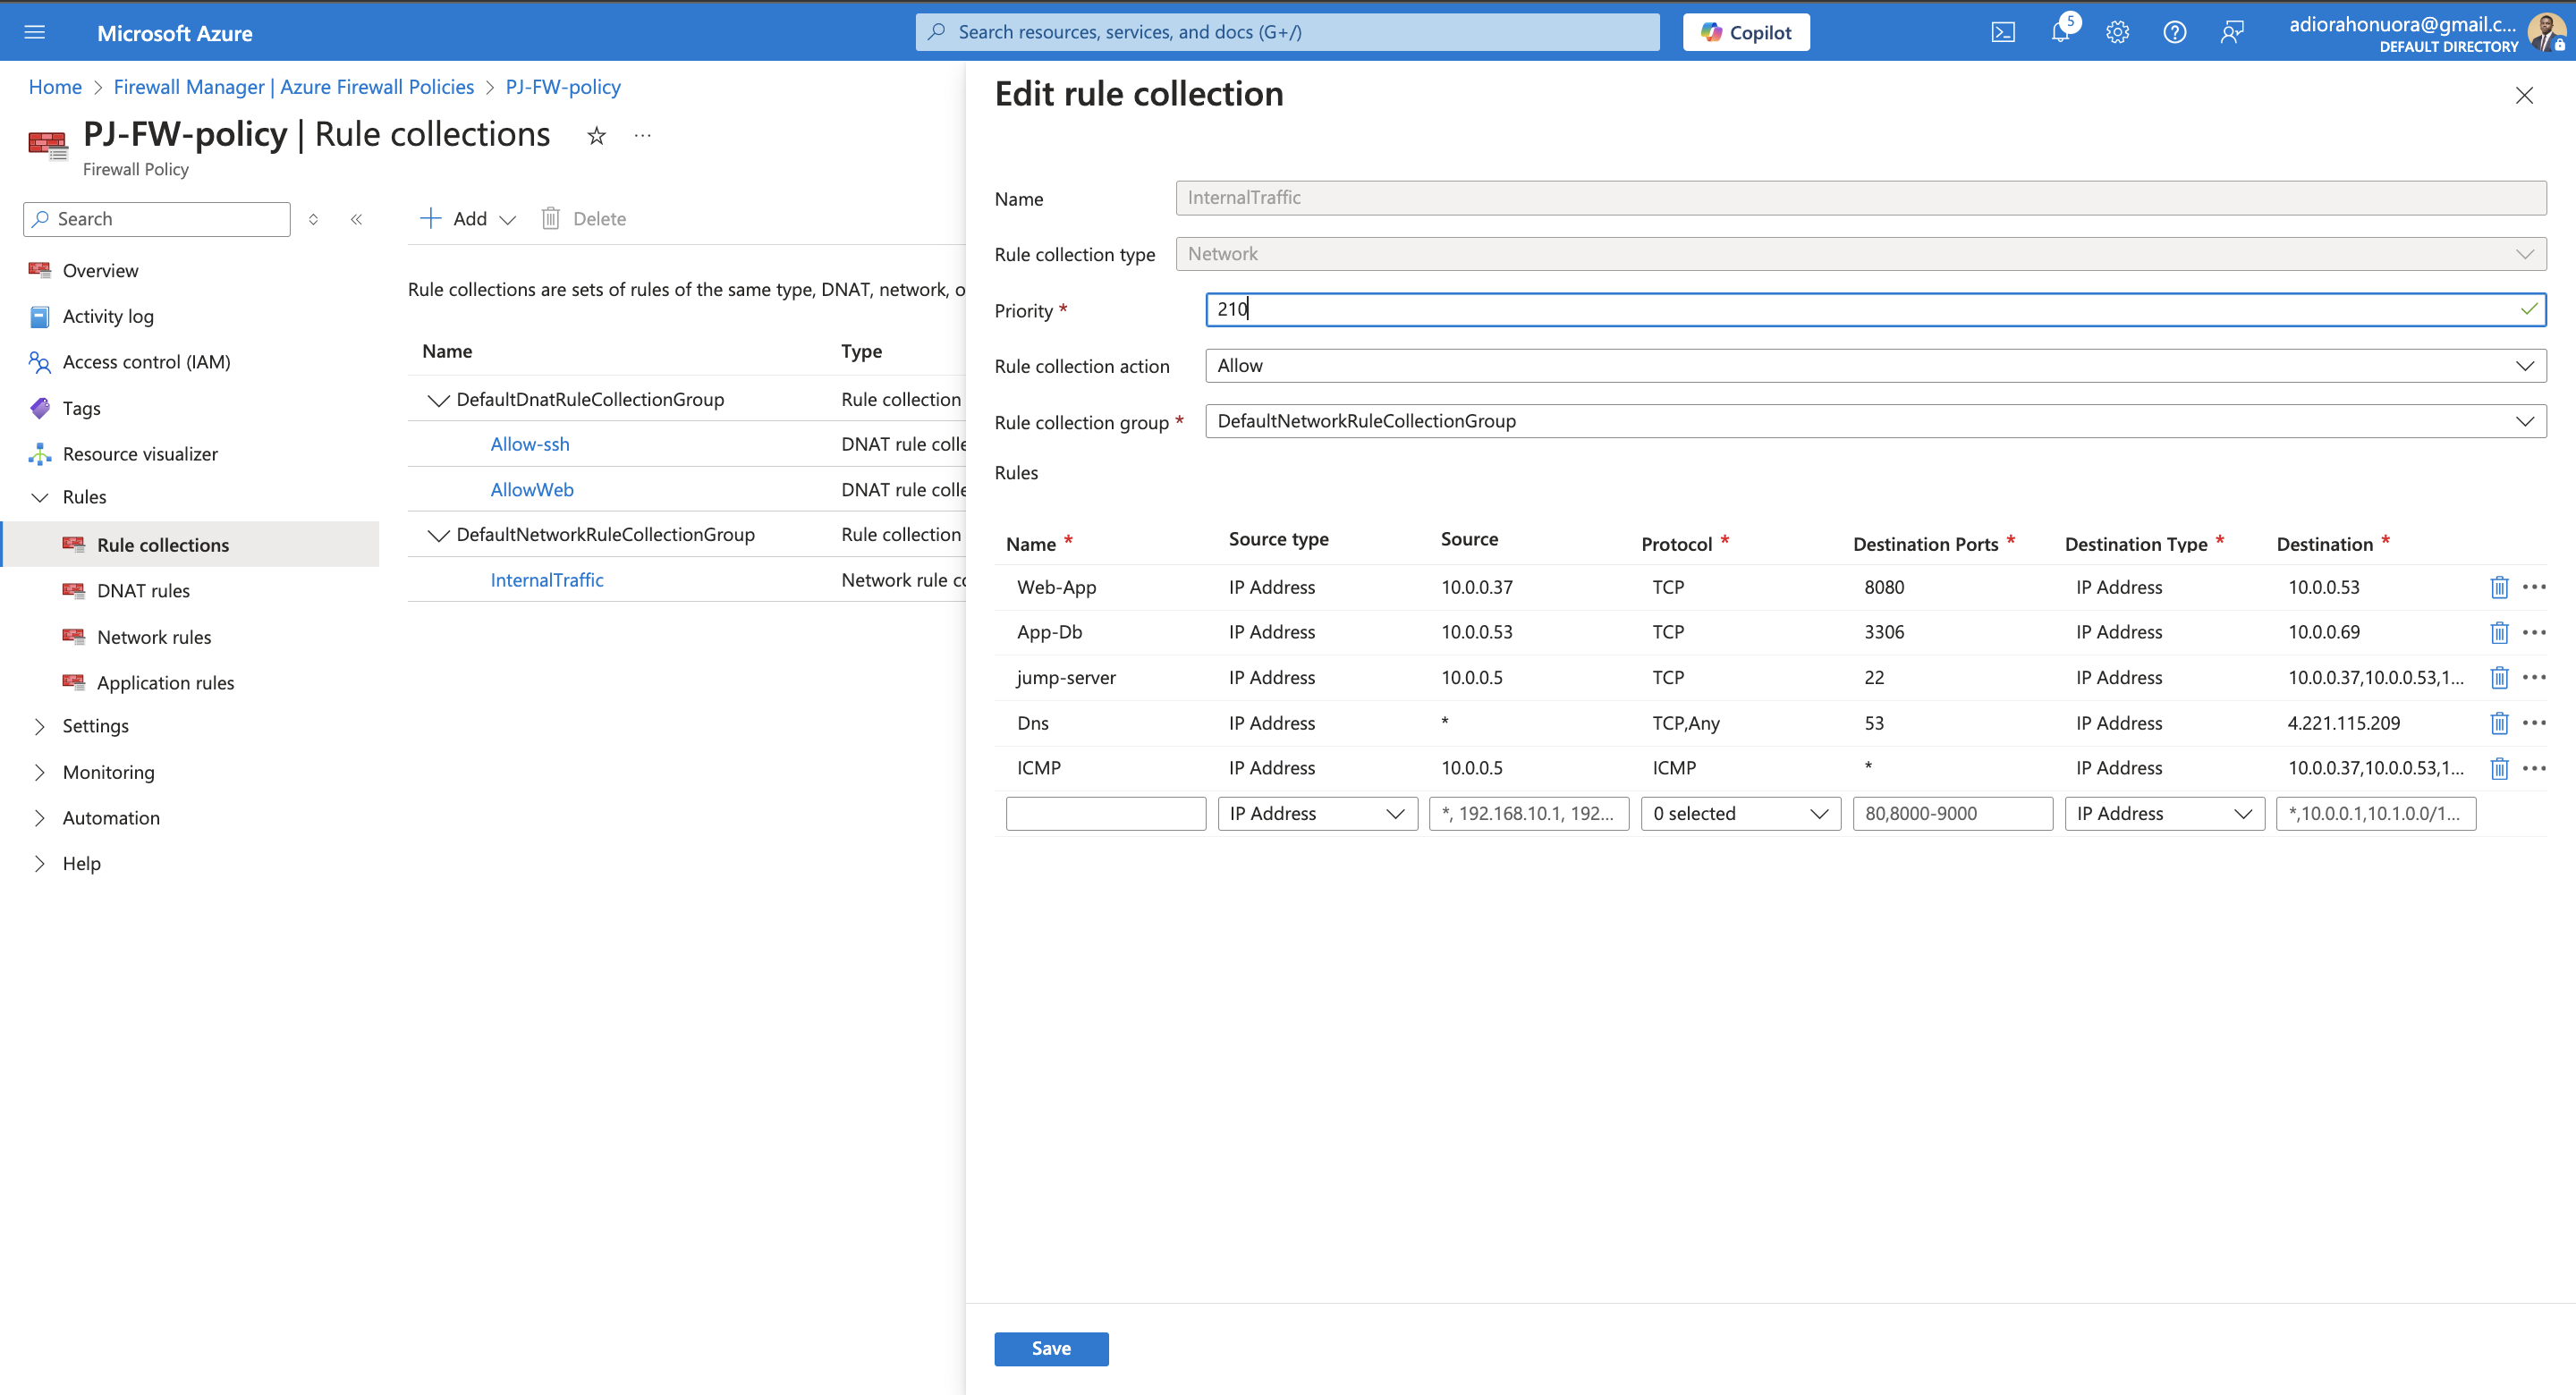 Microsoft Azure
Search resources, services, and docs (G+/)
Copilot
5
adiorahonuora@gmail.c...
DEFAULT DIRECTORY
Home > Firewall Manager | Azure Firewall Policies > PJ-FW-policy
PJ-FW-policy | Rule collections
Firewall Policy
Search
Overview
Activity log
Access control (IAM)
Tags
Resource visualizer
Rules
Rule collections
DNAT rules
Network rules
Application rules
Settings
Monitoring
Automation
Help
Add
Delete
Rule collections are sets of rules of the same type, DNAT, network, o
Name Type
DefaultDnatRuleCollectionGroup Rule collection
Allow-ssh DNAT rule colle
AllowWeb DNAT rule colle
DefaultNetworkRuleCollectionGroup Rule collection
InternalTraffic Network rule co
Edit rule collection
Name InternalTraffic
Rule collection type Network
Priority * 210
Rule collection action Allow
Rule collection group * DefaultNetworkRuleCollectionGroup
Rules
Name * Source type Source Protocol * Destination Ports * Destination Type * Destination *
Web-App IP Address 10.0.0.37 TCP 8080 IP Address 10.0.0.53
App-Db IP Address 10.0.0.53 TCP 3306 IP Address 10.0.0.69
jump-server IP Address 10.0.0.5 TCP 22 IP Address 10.0.0.37,10.0.0.53,1...
Dns IP Address * TCP,Any 53 IP Address 4.221.115.209
ICMP IP Address 10.0.0.5 ICMP * IP Address 10.0.0.37,10.0.0.53,1...
IP Address *, 192.168.10.1, 192... 0 selected 80,8000-9000 IP Address *,10.0.0.1,10.1.0.0/1...
Save